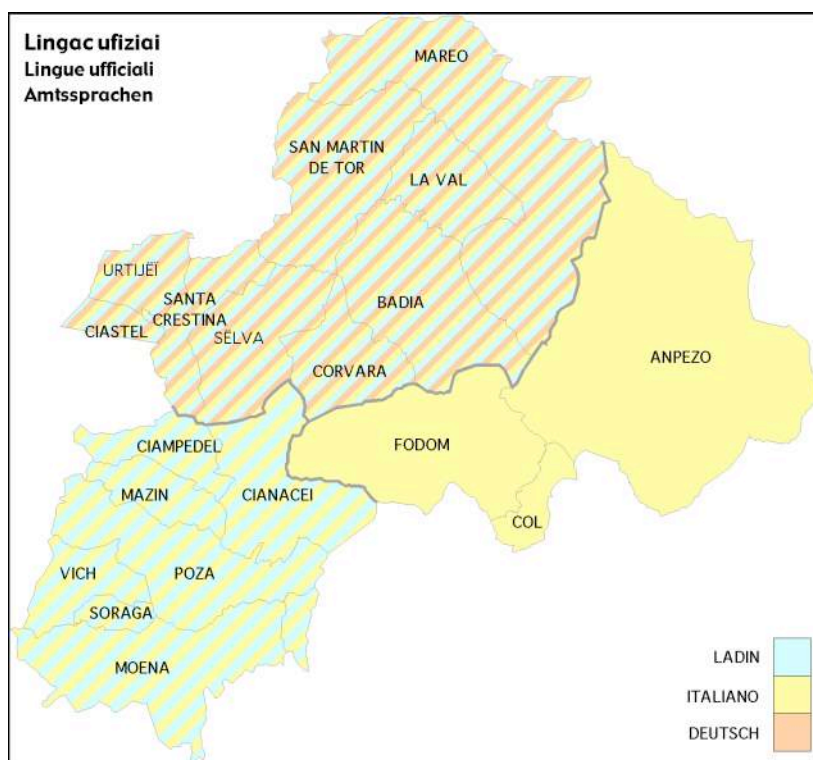 Lingac ufiziai
Lingue ufficiali
Amtssprachen
MAREO
SAN MARTIN
DE TOR
LA VAL
URTIJËI
SANTA
CRESTINA
CIASTEL
SËLVA
BADIA
CORVARA
ANPEZO
CIAMPEDEL
FODOM
MAZIN
CIANACEI
COL
VICH
POZA
SORAGA
MOENA
LADIN
ITALIANO
DEUTSCH